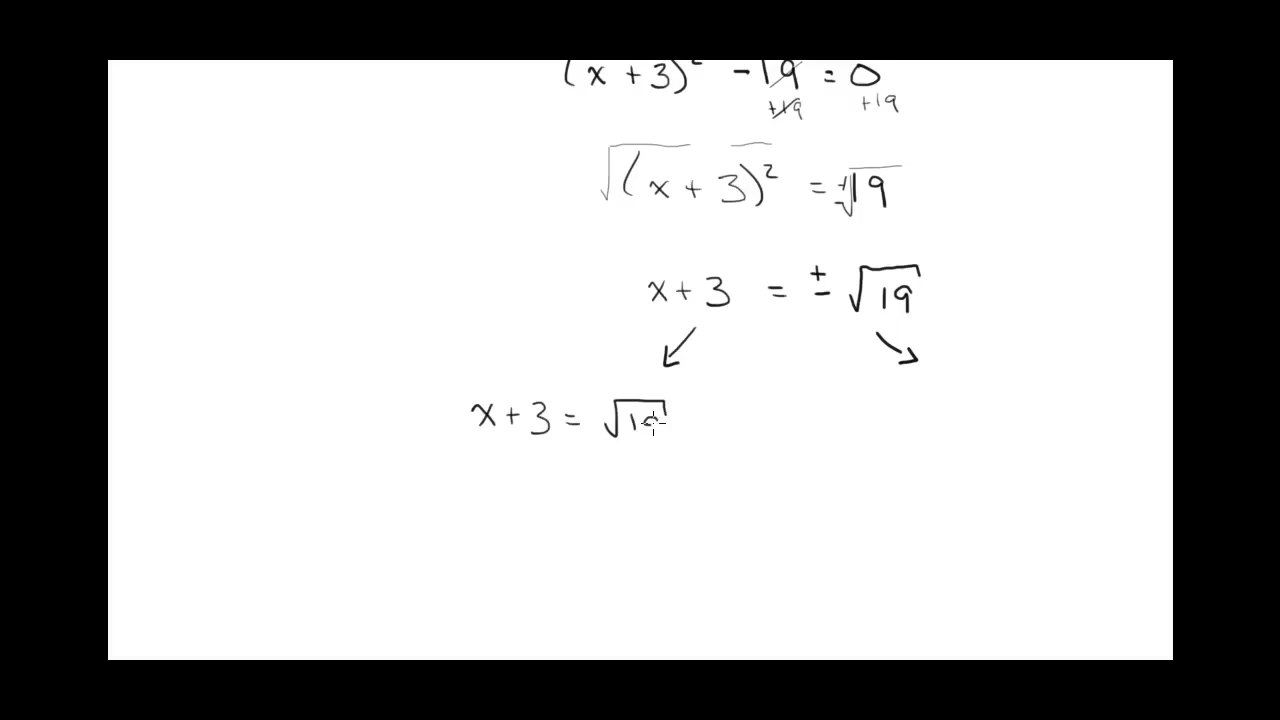 (x + 3)² - 19 = 0
+19 +19
√(x + 3)² = ±√19
x + 3 = ± √19
x + 3 = √19